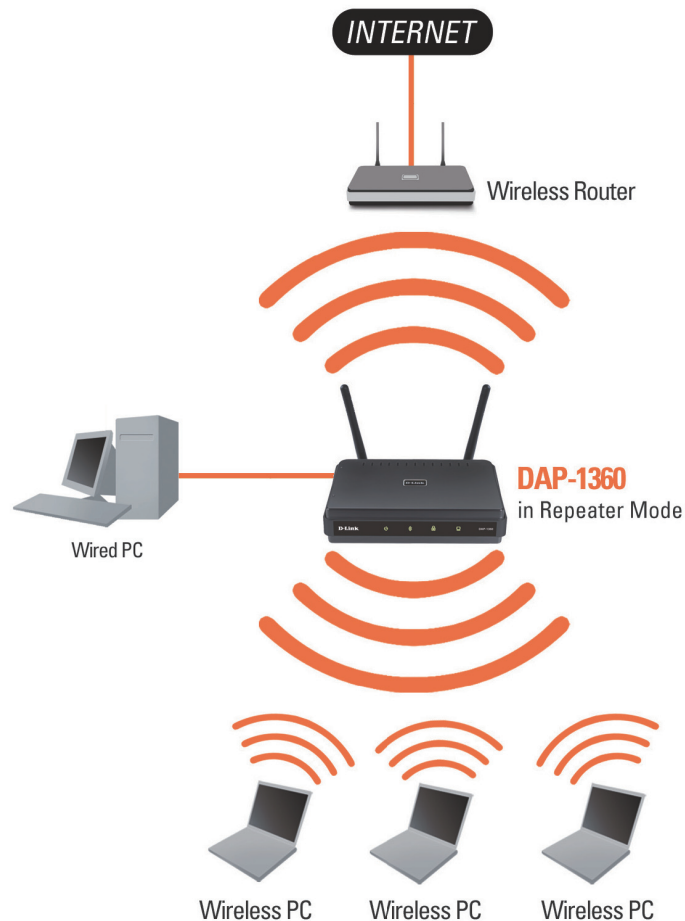 INTERNET
Wireless Router
D-Link
DAP-1360
in Repeater Mode
D-Link
Wired PC
Wireless PC
Wireless PC
Wireless PC